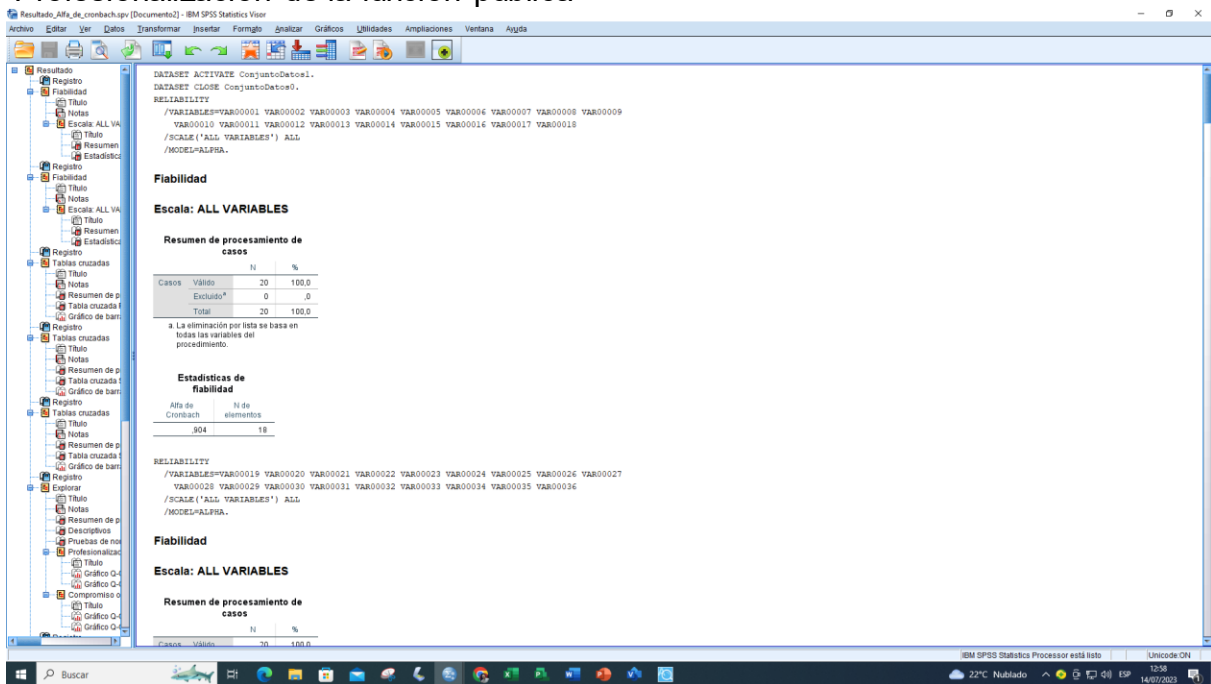 Profesionalización de la función pública
Resultado_Alfa_de_cronbach.spv [Documento2] - IBM SPSS Statistics Visor
Archivo Editar Ver Datos Transformar Insertar Formato Analizar Gráficos Utilidades Ampliaciones Ventana Ayuda
Resultado
Registro
Fiabilidad
Título
Notas
Escala: ALL VA
Título
Resumen
Estadística
Registro
Fiabilidad
Título
Notas
Escala: ALL VA
Título
Resumen
Estadística
Registro
Tablas cruzadas
Título
Notas
Resumen de p
Tabla cruzada
Gráfico de barr
Registro
Tablas cruzadas
Título
Notas
Resumen de p
Tabla cruzada
Gráfico de barr
Registro
Tablas cruzadas
Título
Notas
Resumen de p
Tabla cruzada
Gráfico de barr
Registro
Explorar
Título
Notas
Resumen de p
Descriptivos
Pruebas de nor
Profesionalizac
Título
Gráfico Q-
Gráfico Q-
Compromiso o
Título
Gráfico Q-
Gráfico Q-
DATASET ACTIVATE ConjuntoDatos1.
DATASET CLOSE ConjuntoDatos0.
RELIABILITY
/VARIABLES=VAR00001 VAR00002 VAR00003 VAR00004 VAR00005 VAR00006 VAR00007 VAR00008 VAR00009
VAR00010 VAR00011 VAR00012 VAR00013 VAR00014 VAR00015 VAR00016 VAR00017 VAR00018
/SCALE('ALL VARIABLES') ALL
/MODEL=ALPHA.
Fiabilidad
Escala: ALL VARIABLES
Resumen de procesamiento de
casos
N %
Casos Válido 20 100,0
Excluido a 0 ,0
Total 20 100,0
a. La eliminación por lista se basa en
todas las variables del
procedimiento.
Estadísticas de
fiabilidad
Alfa de N de
Cronbach elementos
,904 18
RELIABILITY
/VARIABLES=VAR00019 VAR00020 VAR00021 VAR00022 VAR00023 VAR00024 VAR00025 VAR00026 VAR00027
VAR00028 VAR00029 VAR00030 VAR00031 VAR00032 VAR00033 VAR00034 VAR00035 VAR00036
/SCALE('ALL VARIABLES') ALL
/MODEL=ALPHA.
Fiabilidad
Escala: ALL VARIABLES
Resumen de procesamiento de
casos
N %
Casos Válido 20 100,0
IBM SPSS Statistics Processor está listo Unicode:ON
Buscar
22°C Nublado ESP 12:58
14/07/2023